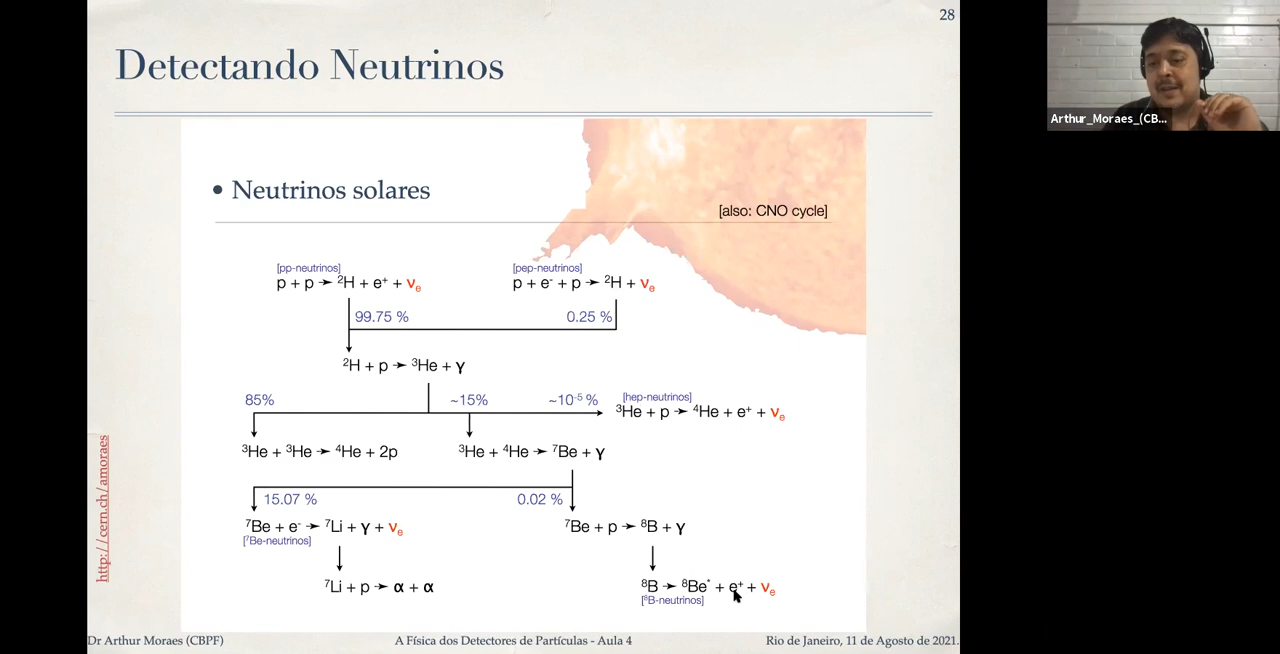 28
Detectando Neutrinos
Arthur_Moraes_(CB...
• Neutrinos solares
[also: CNO cycle]
[pp-neutrinos] [pep-neutrinos]
p + p → ²H + e⁺ + νₑ p + e⁻ + p → ²H + νₑ
99.75 % 0.25 %
²H + p → ³He + γ
85% ~15% ~10⁻⁵ % [hep-neutrinos]
³He + p → ⁴He + e⁺ + νₑ
³He + ³He → ⁴He + 2p ³He + ⁴He → ⁷Be + γ
15.07 % 0.02 %
⁷Be + e⁻ → ⁷Li + γ + νₑ ⁷Be + p → ⁸B + γ
[⁷Be-neutrinos]
⁷Li + p → α + α ⁸B → ⁸Be* + e⁺ + νₑ
[⁸B-neutrinos]
http://cern.ch/amoraes
Dr Arthur Moraes (CBPF) A Física dos Detectores de Partículas - Aula 4 Rio de Janeiro, 11 de Agosto de 2021.